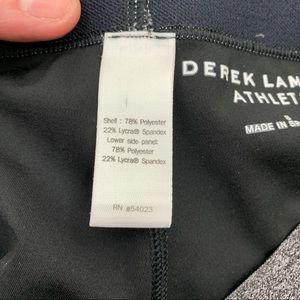 Shell : 78% Polyester
22% Lycra® Spandex
Lower side panel:
78% Polyester
22% Lycra® Spandex
RN #54023
DEREK LAM
ATHLET
S
MADE IN